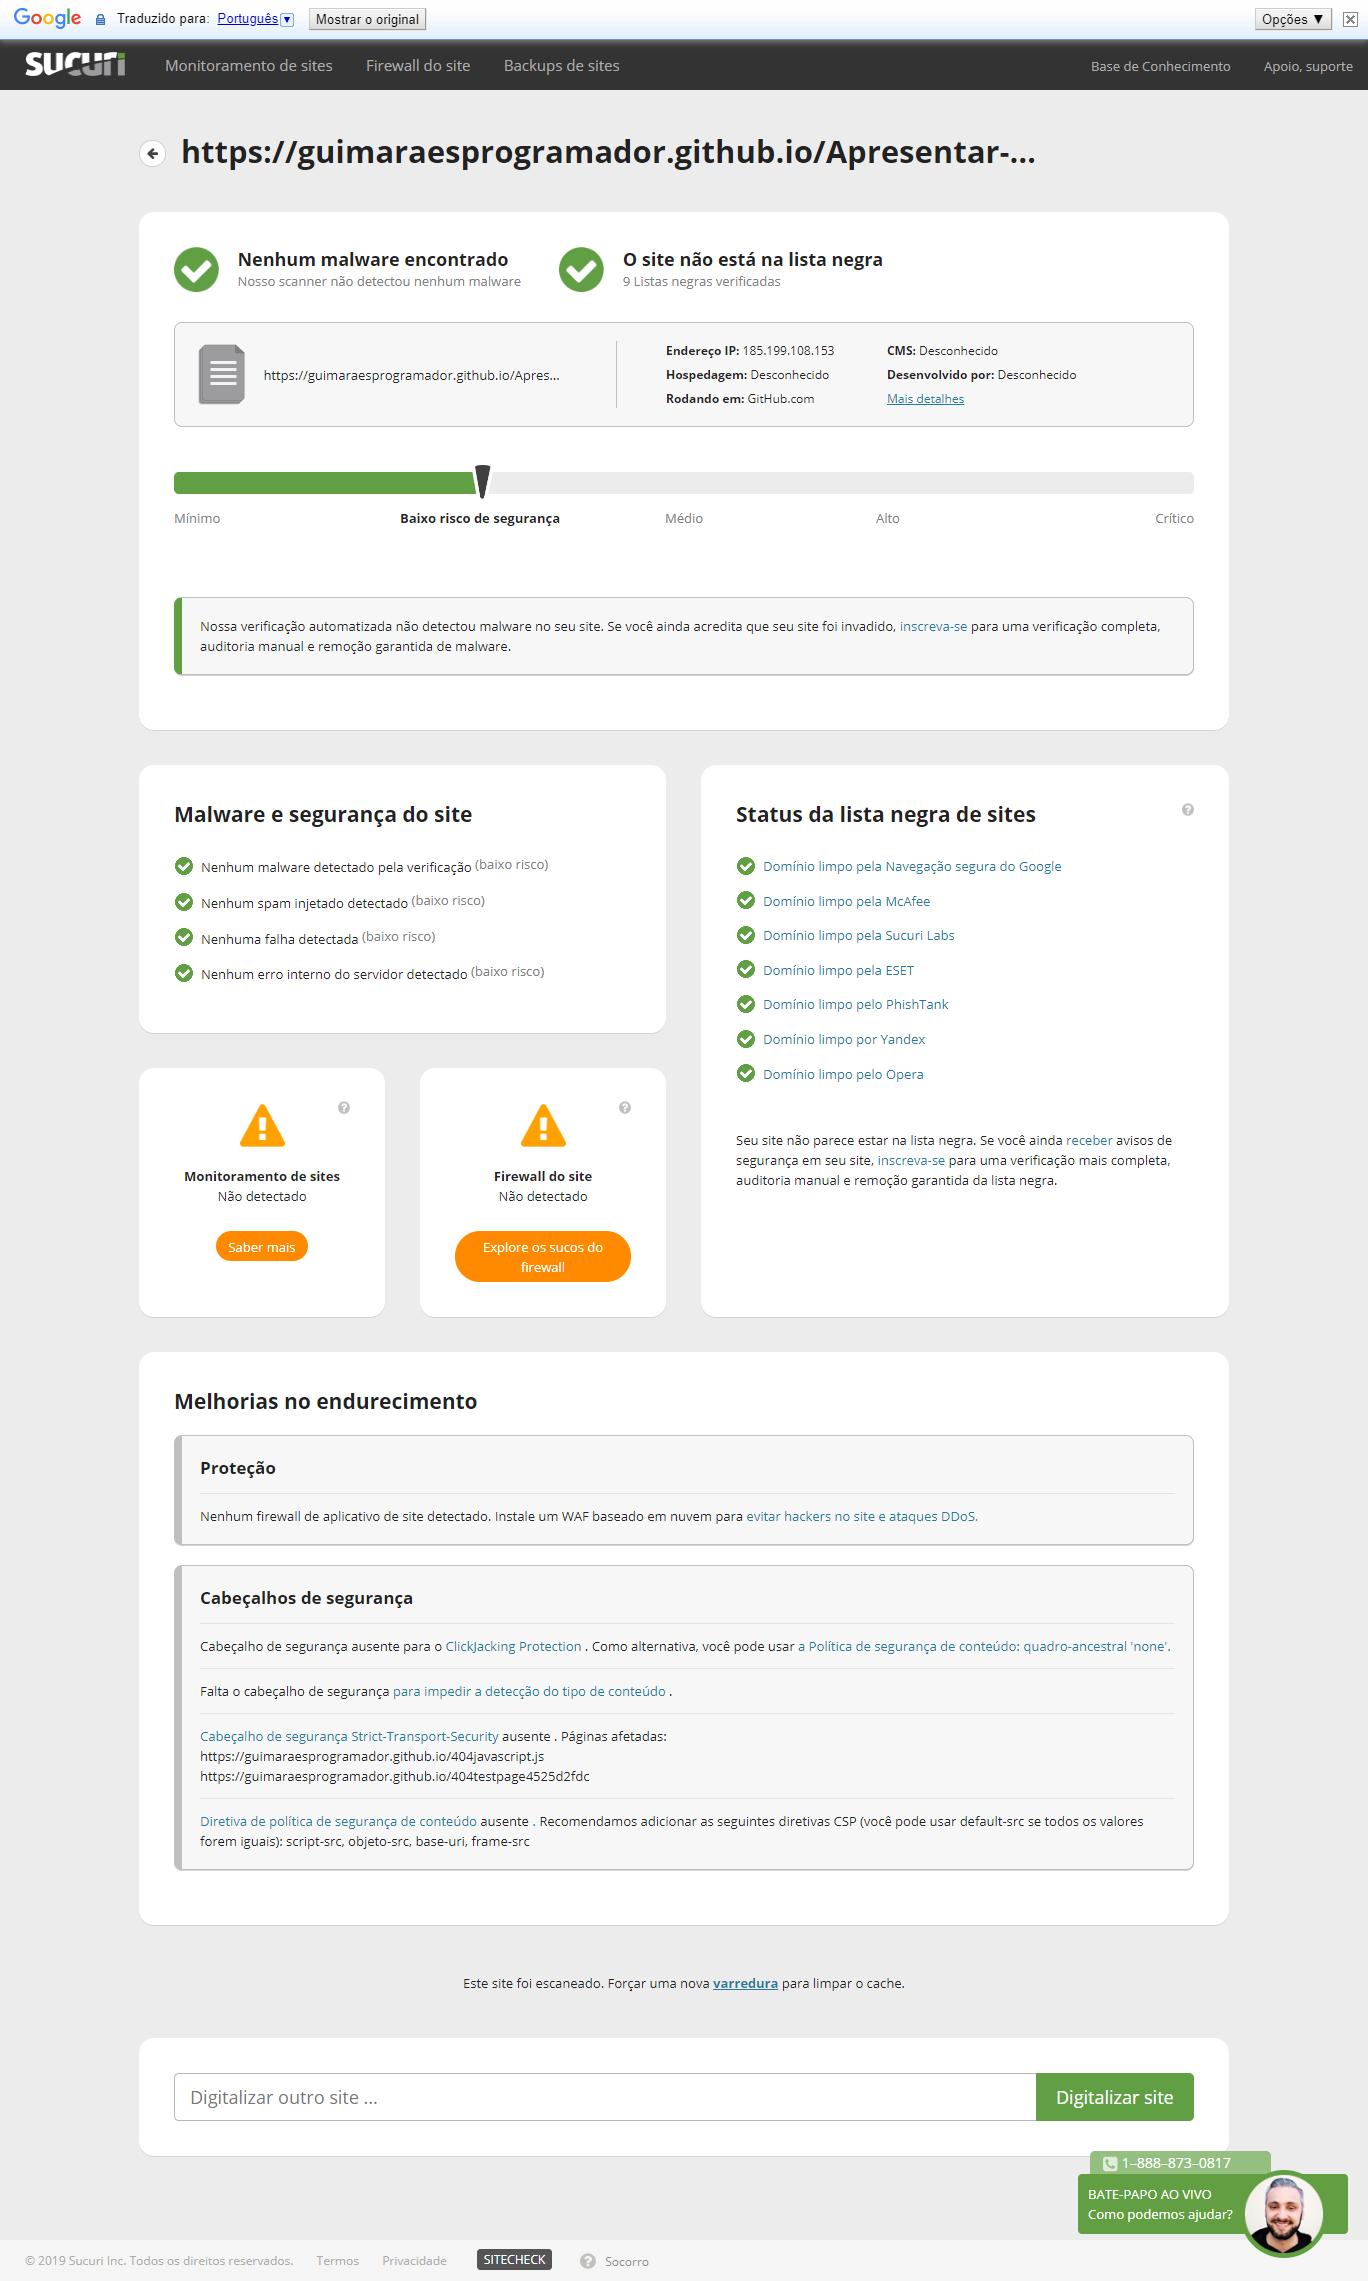 Google Traduzido para: Português Mostrar o original Opções ▼
sucuri Monitoramento de sites Firewall do site Backups de sites Base de Conhecimento Apoio, suporte
https://guimaraesprogramador.github.io/Apresentar-...
Nenhum malware encontrado
Nosso scanner não detectou nenhum malware
O site não está na lista negra
9 Listas negras verificadas
https://guimaraesprogramador.github.io/Apres...
Endereço IP: 185.199.108.153
Hospedagem: Desconhecido
Rodando em: GitHub.com
CMS: Desconhecido
Desenvolvido por: Desconhecido
Mais detalhes
Mínimo Baixo risco de segurança Médio Alto Crítico
Nossa verificação automatizada não detectou malware no seu site. Se você ainda acredita que seu site foi invadido, inscreva-se para uma verificação completa,
auditoria manual e remoção garantida de malware.
Malware e segurança do site
Nenhum malware detectado pela verificação (baixo risco)
Nenhum spam injetado detectado (baixo risco)
Nenhuma falha detectada (baixo risco)
Nenhum erro interno do servidor detectado (baixo risco)
Status da lista negra de sites
Domínio limpo pela Navegação segura do Google
Domínio limpo pela McAfee
Domínio limpo pela Sucuri Labs
Domínio limpo pela ESET
Domínio limpo pelo PhishTank
Domínio limpo por Yandex
Domínio limpo pelo Opera
Seu site não parece estar na lista negra. Se você ainda receber avisos de
segurança em seu site, inscreva-se para uma verificação mais completa,
auditoria manual e remoção garantida da lista negra.
Monitoramento de sites
Não detectado
Saber mais
Firewall do site
Não detectado
Explore os sucos do
firewall
Melhorias no endurecimento
Proteção
Nenhum firewall de aplicativo de site detectado. Instale um WAF baseado em nuvem para evitar hackers no site e ataques DDoS.
Cabeçalhos de segurança
Cabeçalho de segurança ausente para o ClickJacking Protection . Como alternativa, você pode usar a Política de segurança de conteúdo: quadro-ancestral 'none'.
Falta o cabeçalho de segurança para impedir a detecção do tipo de conteúdo .
Cabeçalho de segurança Strict-Transport-Security ausente . Páginas afetadas:
https://guimaraesprogramador.github.io/404javascript.js
https://guimaraesprogramador.github.io/404testpage4525d2fdc
Diretiva de política de segurança de conteúdo ausente . Recomendamos adicionar as seguintes diretivas CSP (você pode usar default-src se todos os valores
forem iguais): script-src, objeto-src, base-uri, frame-src
Este site foi escaneado. Forçar uma nova varredura para limpar o cache.
Digitalizar outro site ... Digitalizar site
1–888–873–0817
BATE-PAPO AO VIVO
Como podemos ajudar?
© 2019 Sucuri Inc. Todos os direitos reservados. Termos Privacidade SITECHECK Socorro